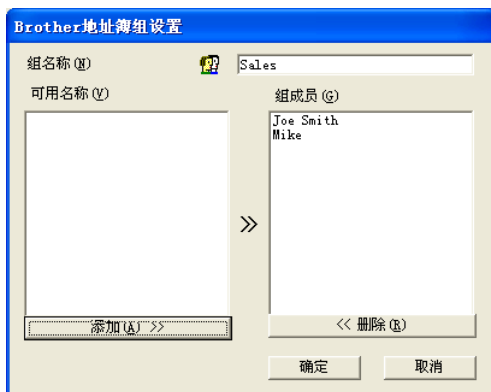 Brother地址簿组设置
组名称(N)
Sales
可用名称(V)
组成员(G)
Joe Smith
Mike
>>
添加(A) >>
<< 删除(R)
确定
取消